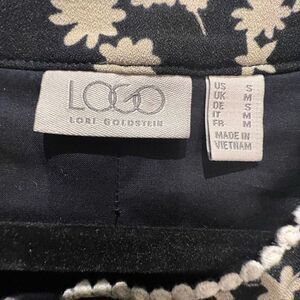 LOGO
LORI GOLDSTEIN
US S
UK M
DE S
IT M
FR M
MADE IN
VIETNAM